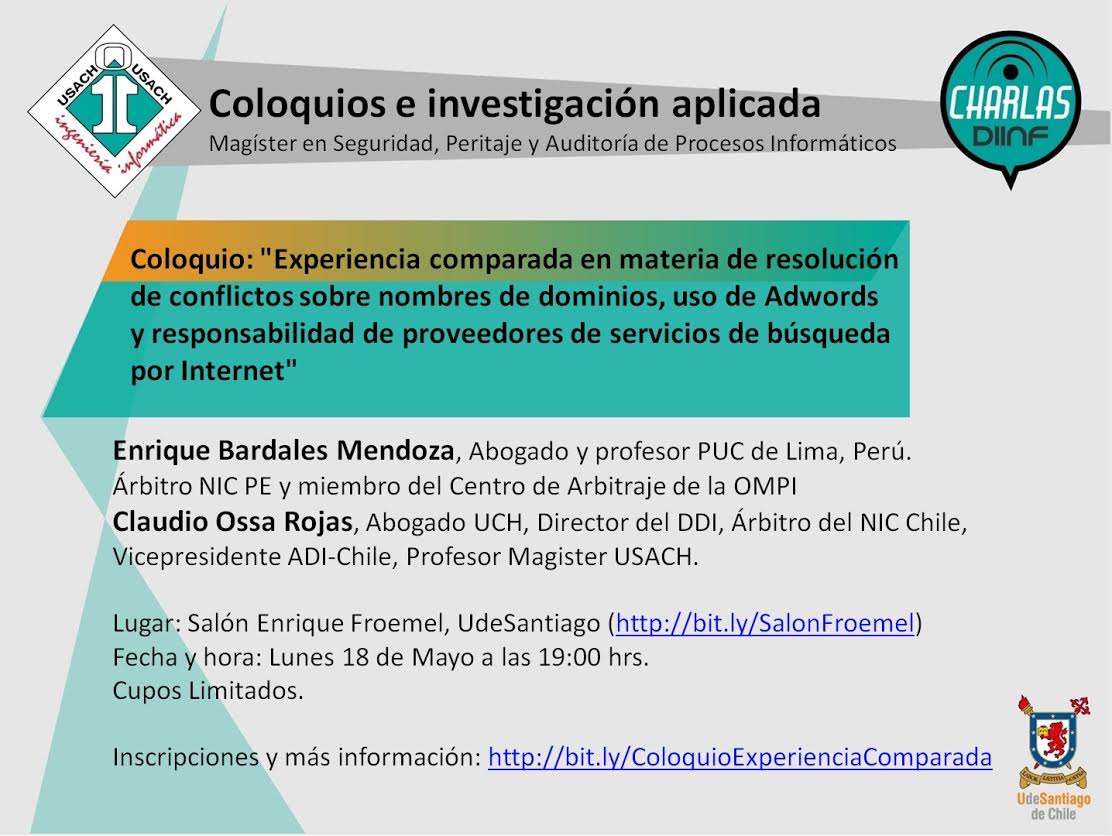 USACH
USACH
ingeniería informática
Coloquios e investigación aplicada
Magíster en Seguridad, Peritaje y Auditoría de Procesos Informáticos
CHARLAS
DIINF
Coloquio: "Experiencia comparada en materia de resolución
de conflictos sobre nombres de dominios, uso de Adwords
y responsabilidad de proveedores de servicios de búsqueda
por Internet"
Enrique Bardales Mendoza, Abogado y profesor PUC de Lima, Perú.
Árbitro NIC PE y miembro del Centro de Arbitraje de la OMPI
Claudio Ossa Rojas, Abogado UCH, Director del DDI, Árbitro del NIC Chile,
Vicepresidente ADI-Chile, Profesor Magister USACH.
Lugar: Salón Enrique Froemel, UdeSantiago (http://bit.ly/SalonFroemel)
Fecha y hora: Lunes 18 de Mayo a las 19:00 hrs.
Cupos Limitados.
Inscripciones y más información: http://bit.ly/ColoquioExperienciaComparada
LABOR LÆTITIA NOSTRA
UdeSantiago
de Chile